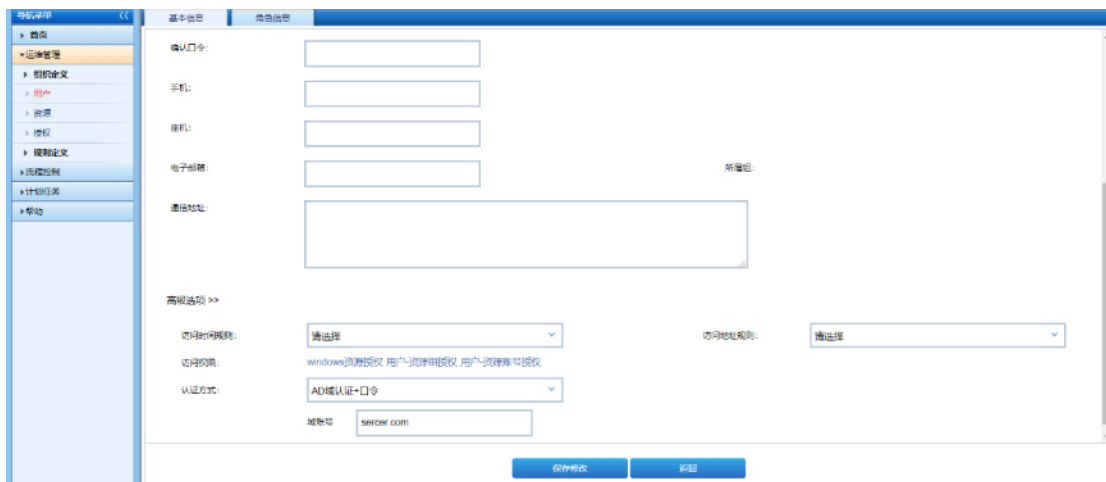 导航菜单 <<
首页
运维管理
组织定义
用户
资源
授权
规则定义
流程控制
计划任务
帮助
基本信息 角色信息
确认口令:
手机:
座机:
电子邮箱: 所属组:
通信地址:
高级选项 >>
访问时间规则: 请选择 访问地址规则: 请选择
访问权限: windows资源授权 用户-资源组授权 用户-资源账号授权
认证方式: AD域认证+口令
域账号 sercer.com
保存修改 返回